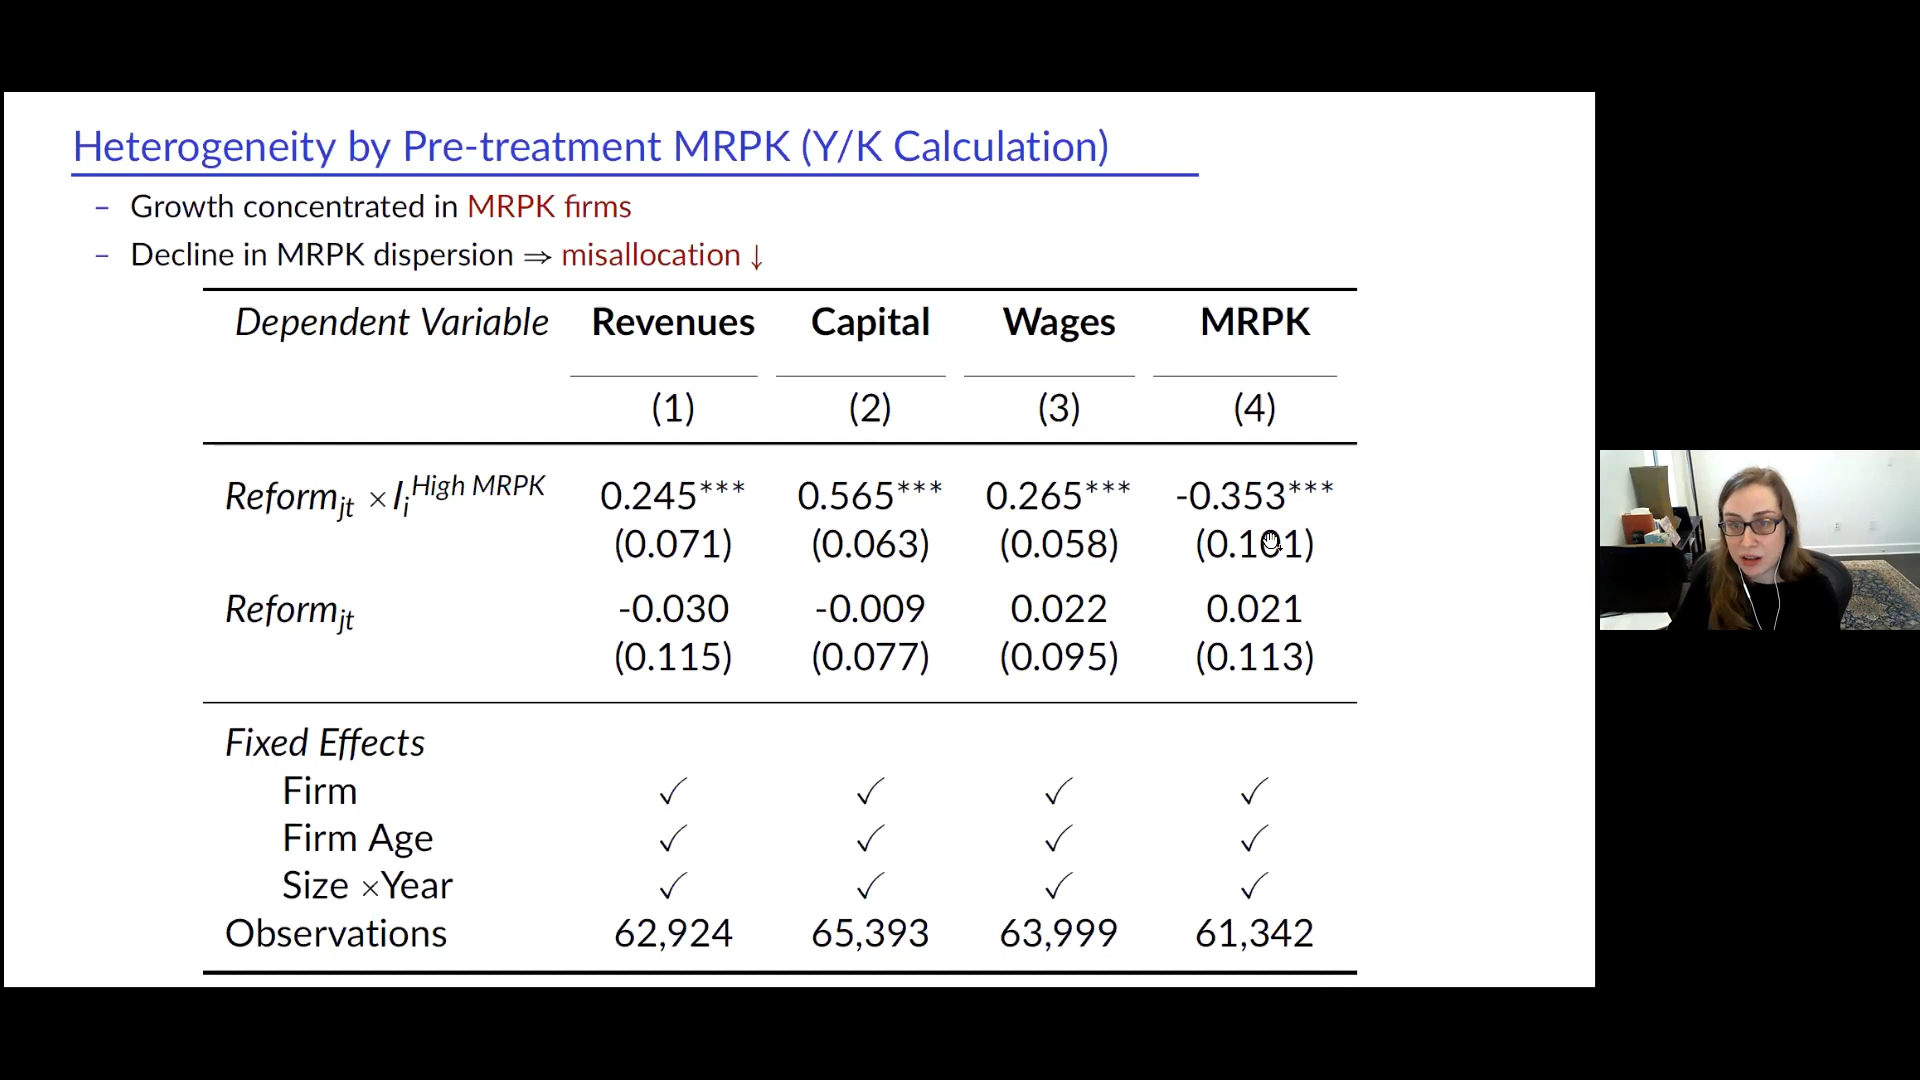 Heterogeneity by Pre-treatment MRPK (Y/K Calculation)
– Growth concentrated in MRPK firms
– Decline in MRPK dispersion ⇒ misallocation ↓
Dependent Variable Revenues Capital Wages MRPK
(1) (2) (3) (4)
Reform_jt × I_i^High MRPK 0.245*** 0.565*** 0.265*** -0.353***
(0.071) (0.063) (0.058) (0.101)
Reform_jt -0.030 -0.009 0.022 0.021
(0.115) (0.077) (0.095) (0.113)
Fixed Effects
Firm ✓ ✓ ✓ ✓
Firm Age ✓ ✓ ✓ ✓
Size ×Year ✓ ✓ ✓ ✓
Observations 62,924 65,393 63,999 61,342